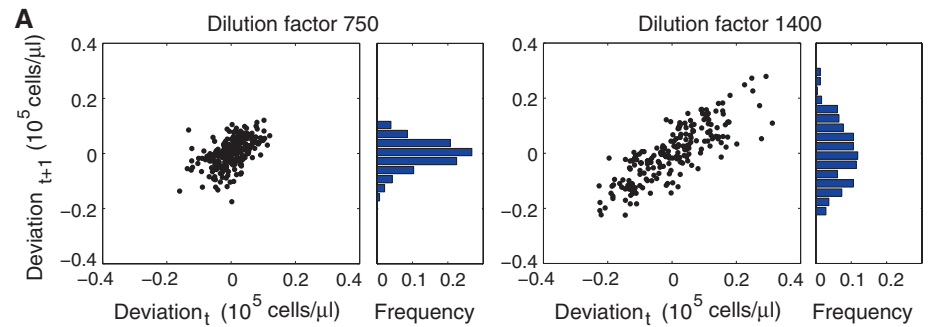 A
Dilution factor 750
Dilution factor 1400
Deviation t+1 (10^5 cells/µl)
0.4
0.2
0
−0.2
−0.4
−0.4 −0.2 0 0.2 0.4
Deviation_t (10^5 cells/µl)
0 0.1 0.2
Frequency
0.4
0.2
0
−0.2
−0.4
−0.4 −0.2 0 0.2 0.4
Deviation_t (10^5 cells/µl)
0 0.1 0.2
Frequency